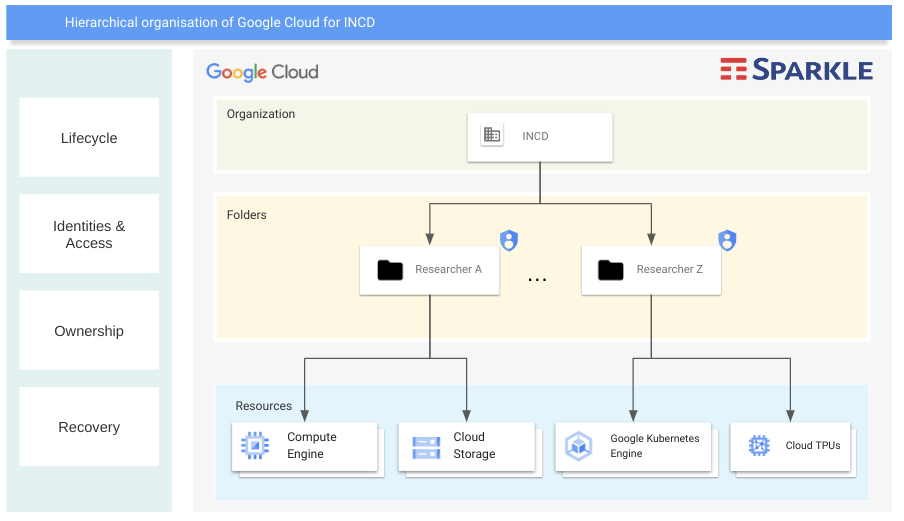 Hierarchical organisation of Google Cloud for INCD
Lifecycle
Identities &
Access
Ownership
Recovery
Google Cloud
SPARKLE
Organization
INCD
Folders
Researcher A
...
Researcher Z
Resources
Compute
Engine
Cloud
Storage
Google Kubernetes
Engine
Cloud TPUs